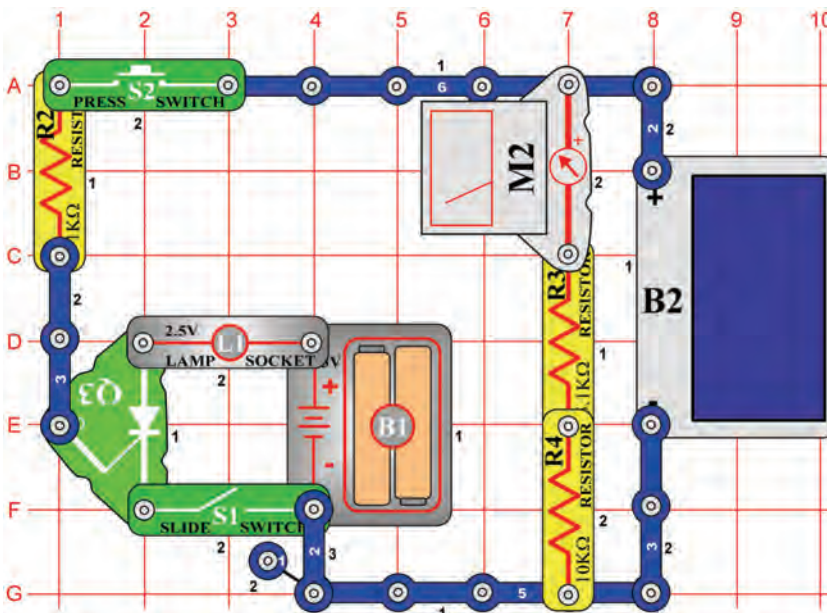 1 2 3 4 5 6 7 8 9 10
A
S2
PRESS SWITCH
1
6
2
R2
RESIST
1KΩ
1
2
2
B
M2
+
2
+
C
2
R3
RESISTOR
1KΩ
1
1
B2
D
2.5V
L1
LAMP SOCKET
3V
2
3
Q3
+
B1
-
1
1
E
-
R4
RESISTOR
10KΩ
2
F
S1
SLIDE SWITCH
2
2
3
3
2
1
2
G
5
1